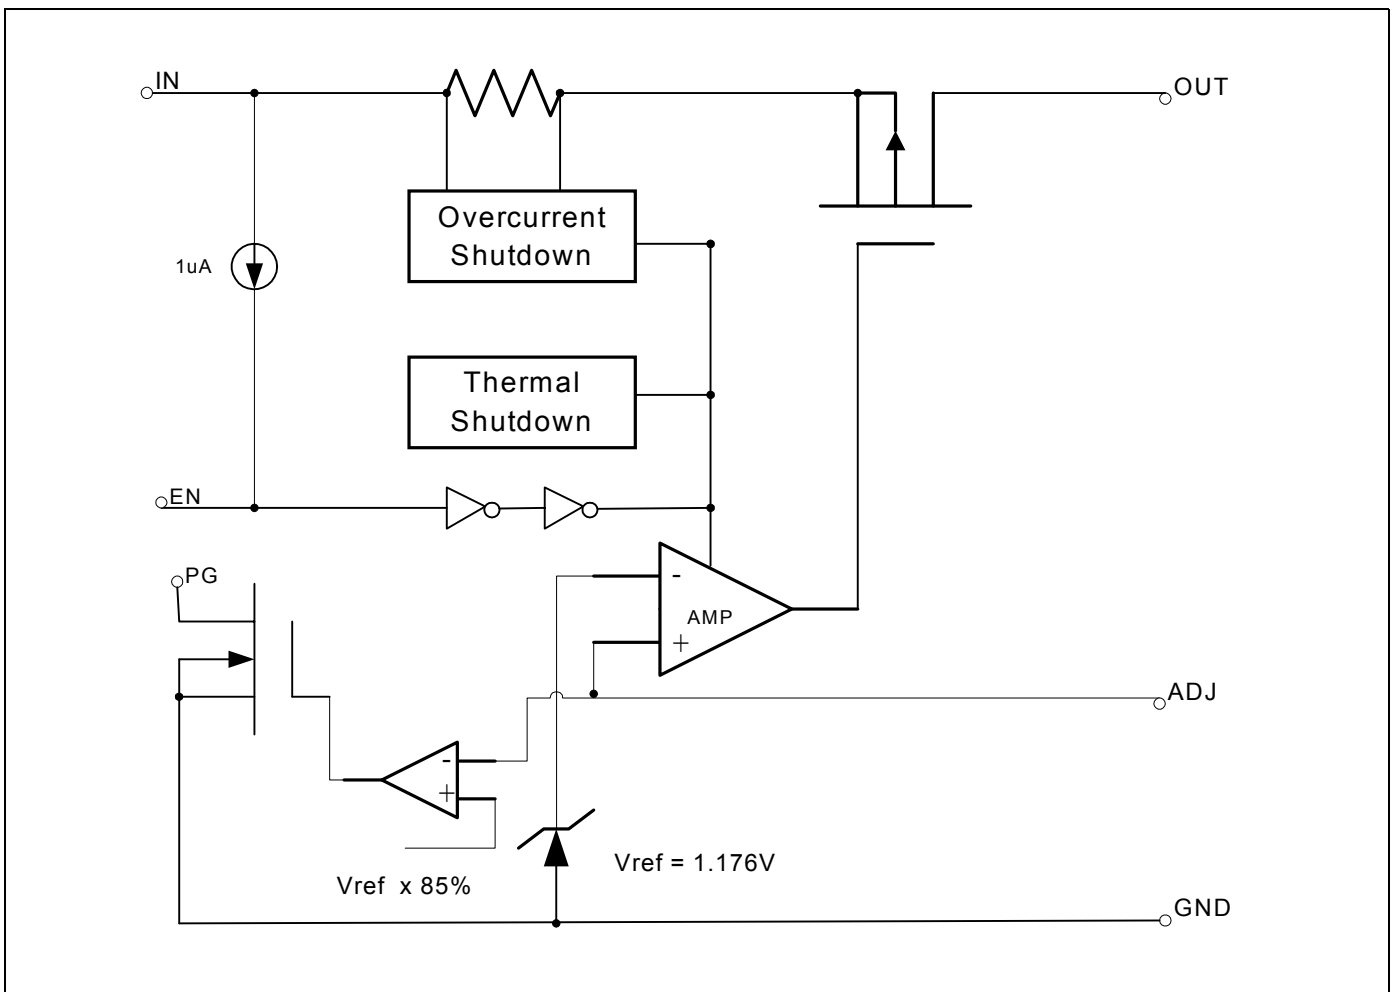 IN
OUT
Overcurrent
Shutdown
1uA
Thermal
Shutdown
EN
PG
-
AMP
+
ADJ
-
+
Vref = 1.176V
Vref x 85%
GND